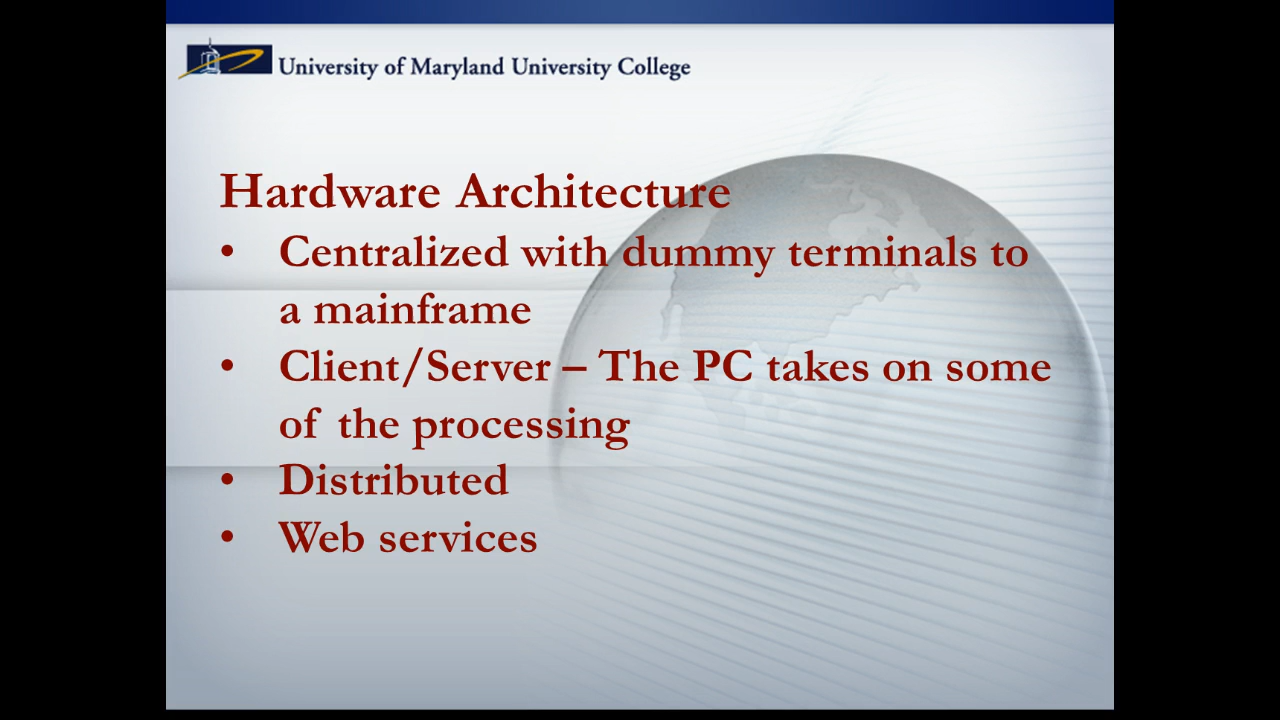 University of Maryland University College
Hardware Architecture
• Centralized with dummy terminals to
a mainframe
• Client/Server – The PC takes on some
of the processing
• Distributed
• Web services